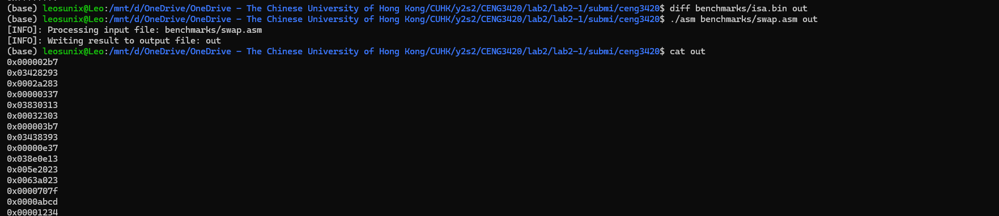 (base) leosunix@Leo:/mnt/d/OneDrive/OneDrive - The Chinese University of Hong Kong/CUHK/y2s2/CENG3420/lab2/lab2-1/submi/ceng3420$ diff benchmarks/isa.bin out
(base) leosunix@Leo:/mnt/d/OneDrive/OneDrive - The Chinese University of Hong Kong/CUHK/y2s2/CENG3420/lab2/lab2-1/submi/ceng3420$ ./asm benchmarks/swap.asm out
[INFO]: Processing input file: benchmarks/swap.asm
[INFO]: Writing result to output file: out
(base) leosunix@Leo:/mnt/d/OneDrive/OneDrive - The Chinese University of Hong Kong/CUHK/y2s2/CENG3420/lab2/lab2-1/submi/ceng3420$ cat out
0x000002b7
0x03428293
0x0002a283
0x00000337
0x03830313
0x00032303
0x000003b7
0x03438393
0x00000e37
0x038e0e13
0x005e2023
0x0063a023
0x0000707f
0x0000abcd
0x00001234